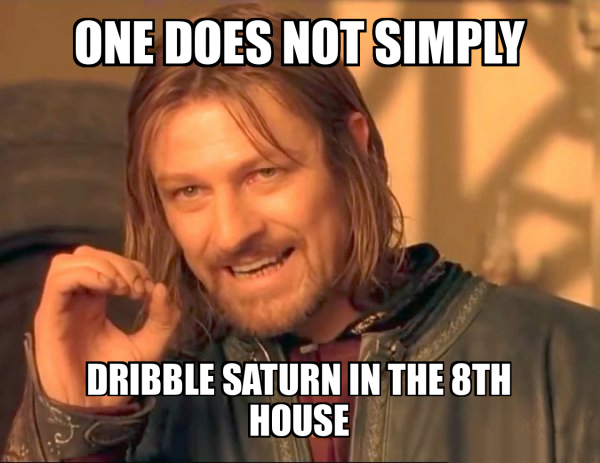 ONE DOES NOT SIMPLY
DRIBBLE SATURN IN THE 8TH
HOUSE